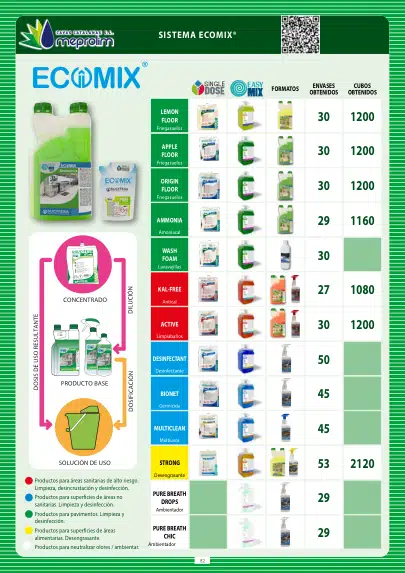 SISTEMA ECOMIX®
ZUPER CATALANAS S.L.
meprolim
ECOMIX®
SINGLE DOSE
EASY MIX
FORMATOS
ENVASES OBTENIDOS
CUBOS OBTENIDOS
LEMON FLOOR
Friegasuelos
30
1200
APPLE FLOOR
Friegasuelos
30
1200
ORIGIN FLOOR
Friegasuelos
30
1200
AMMONIA
Amoniacal
29
1160
WASH FOAM
Lavavajillas
30
KAL-FREE
Antical
27
1080
ACTIVE
Limpiabaños
30
1200
DESINFECTANT
Desinfectante
50
BIONET
Germicida
45
MULTICLEAN
Multiusos
45
STRONG
Desengrasante
53
2120
PURE BREATH DROPS
Ambientador
29
PURE BREATH CHIC
Ambientador
29
CONCENTRADO
DILUCIÓN
DOSIS DE USO RESULTANTE
PRODUCTO BASE
DOSIFICACIÓN
SOLUCIÓN DE USO
Productos para áreas sanitarias de alto riesgo.
Limpieza, desincrustación y desinfección.
Productos para superficies de áreas no
sanitarias. Limpieza y desinfección.
Productos para pavimentos. Limpieza y
desinfección.
Productos para superficies de áreas
alimentarias. Desengrasante.
Productos para neutralizar olores / ambientar.